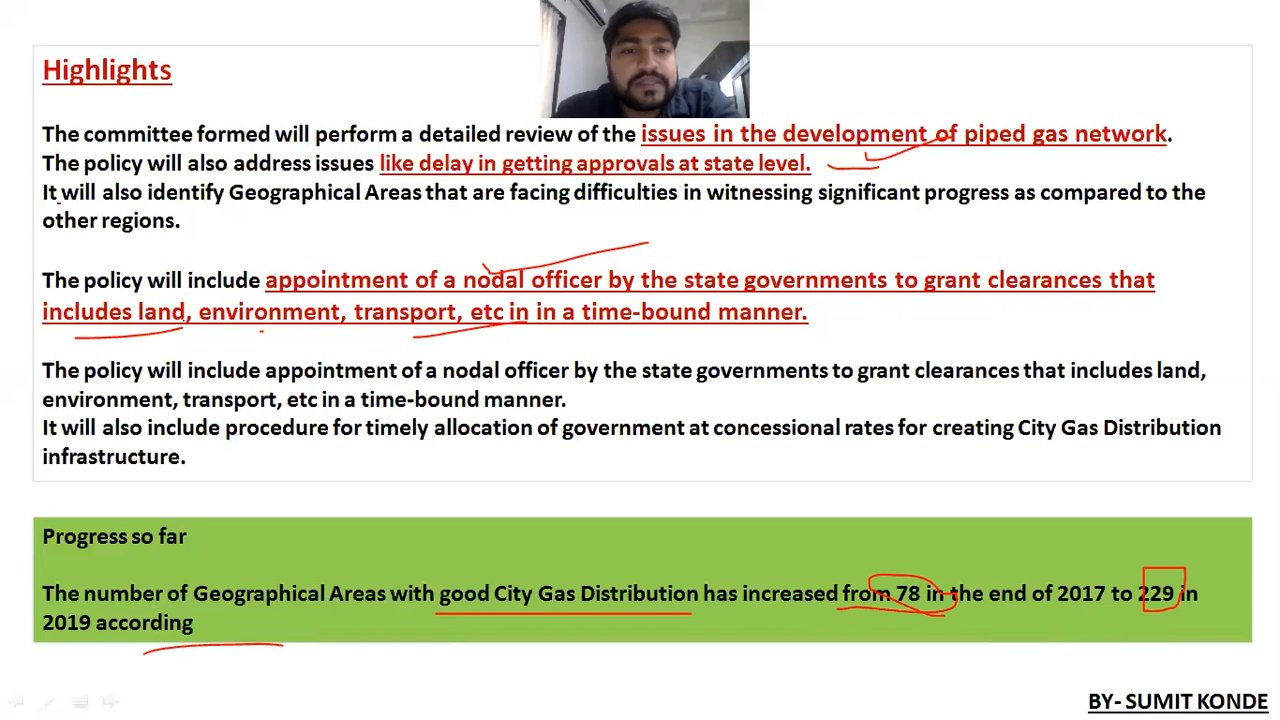 Highlights
The committee formed will perform a detailed review of the issues in the development of piped gas network.
The policy will also address issues like delay in getting approvals at state level.
It will also identify Geographical Areas that are facing difficulties in witnessing significant progress as compared to the
other regions.
The policy will include appointment of a nodal officer by the state governments to grant clearances that
includes land, environment, transport, etc in in a time-bound manner.
The policy will include appointment of a nodal officer by the state governments to grant clearances that includes land,
environment, transport, etc in a time-bound manner.
It will also include procedure for timely allocation of government at concessional rates for creating City Gas Distribution
infrastructure.
Progress so far
The number of Geographical Areas with good City Gas Distribution has increased from 78 in the end of 2017 to 229 in
2019 according
BY- SUMIT KONDE